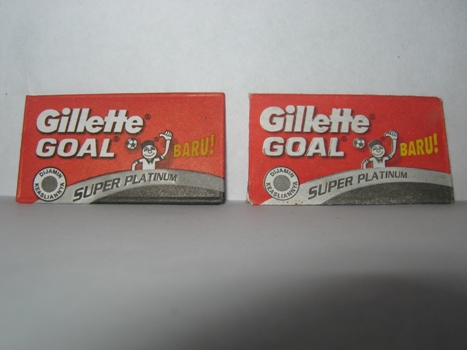 Gillette®
GOAL®
BARU!
DIJAMIN KEASLIANNYA
SUPER PLATINUM
Gillette®
GOAL®
BARU!
DIJAMIN KEASLIANNYA
SUPER PLATINUM